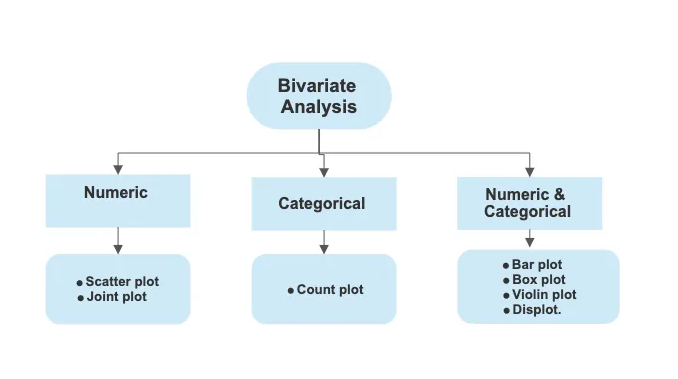 Bivariate
Analysis
Numeric
Categorical
Numeric &
Categorical
● Scatter plot
● Joint plot
● Count plot
● Bar plot
● Box plot
● Violin plot
● Displot.